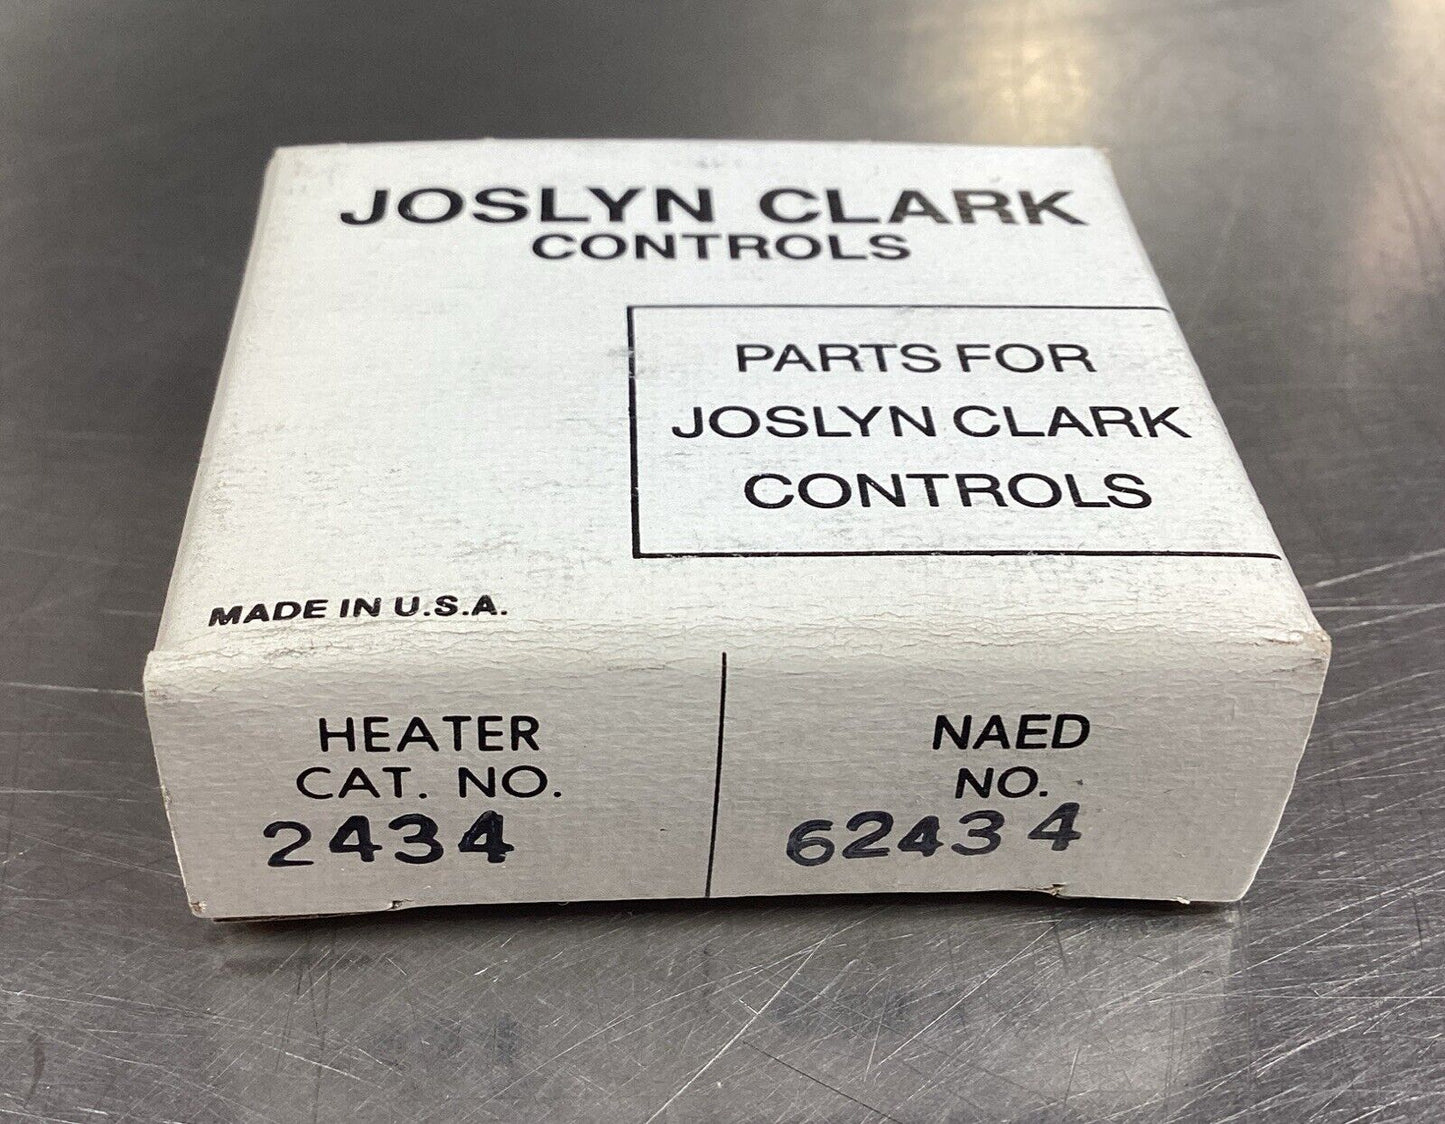 JOSLYN CLARK
CONTROLS
PARTS FOR
JOSLYN CLARK
CONTROLS
MADE IN U.S.A.
HEATER
CAT. NO.
2434
NAED
NO.
62434